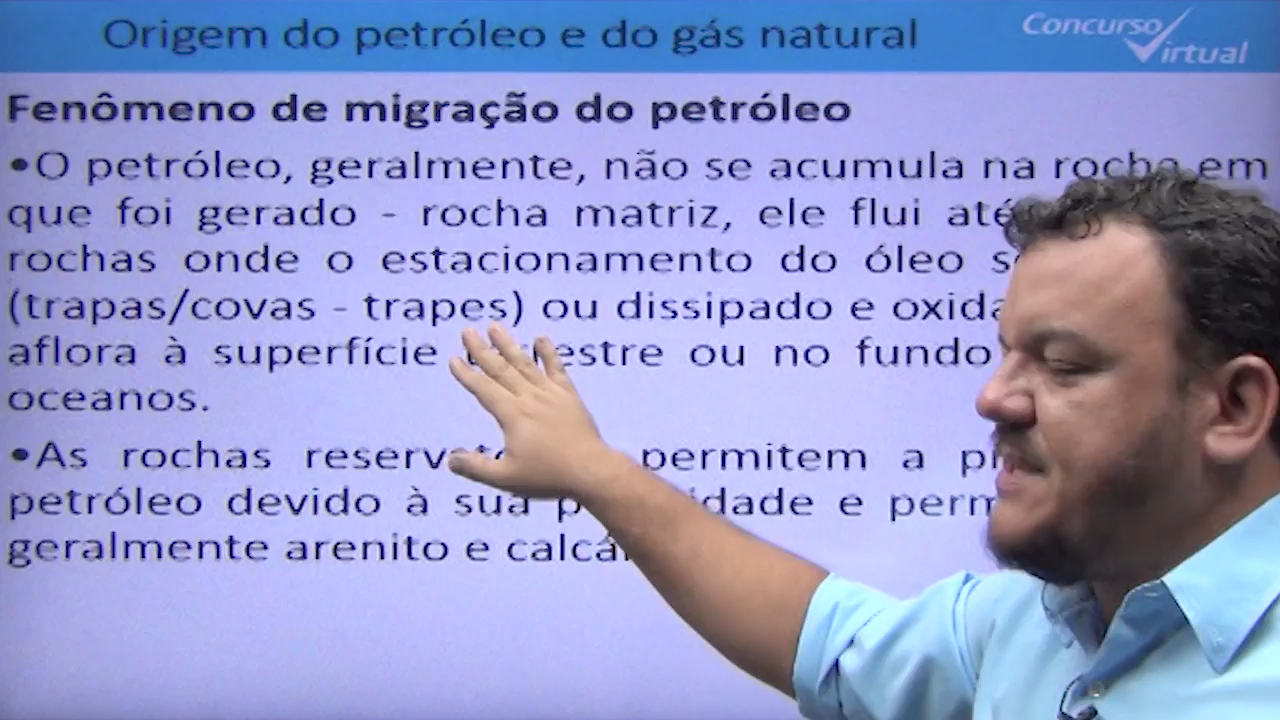 Origem do petróleo e do gás natural
Concurso
Virtual
Fenômeno de migração do petróleo
•O petróleo, geralmente, não se acumula na rocha em
que foi gerado - rocha matriz, ele flui até
rochas onde o estacionamento do óleo
(trapas/covas - trapes) ou dissipado e
aflora à superfície terrestre ou no fundo
oceanos.
•As rochas permitem a
petróleo devido à sua e
geralmente arenito e